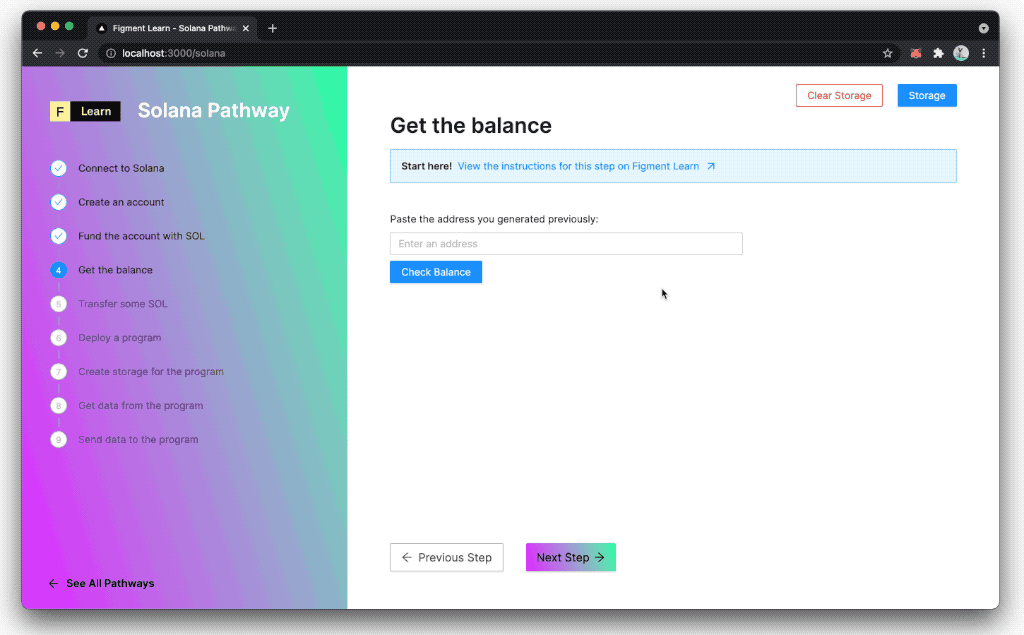 Figment Learn - Solana Pathwa
localhost:3000/solana
F Learn
Solana Pathway
Connect to Solana
Create an account
Fund the account with SOL
4 Get the balance
5 Transfer some SOL
6 Deploy a program
7 Create storage for the program
8 Get data from the program
9 Send data to the program
See All Pathways
Clear Storage
Storage
Get the balance
Start here! View the instructions for this step on Figment Learn
Paste the address you generated previously:
Enter an address
Check Balance
Previous Step
Next Step